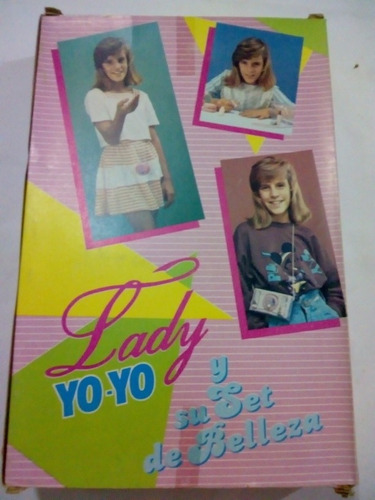 Lady
YO-YO
y
su Set
de Belleza